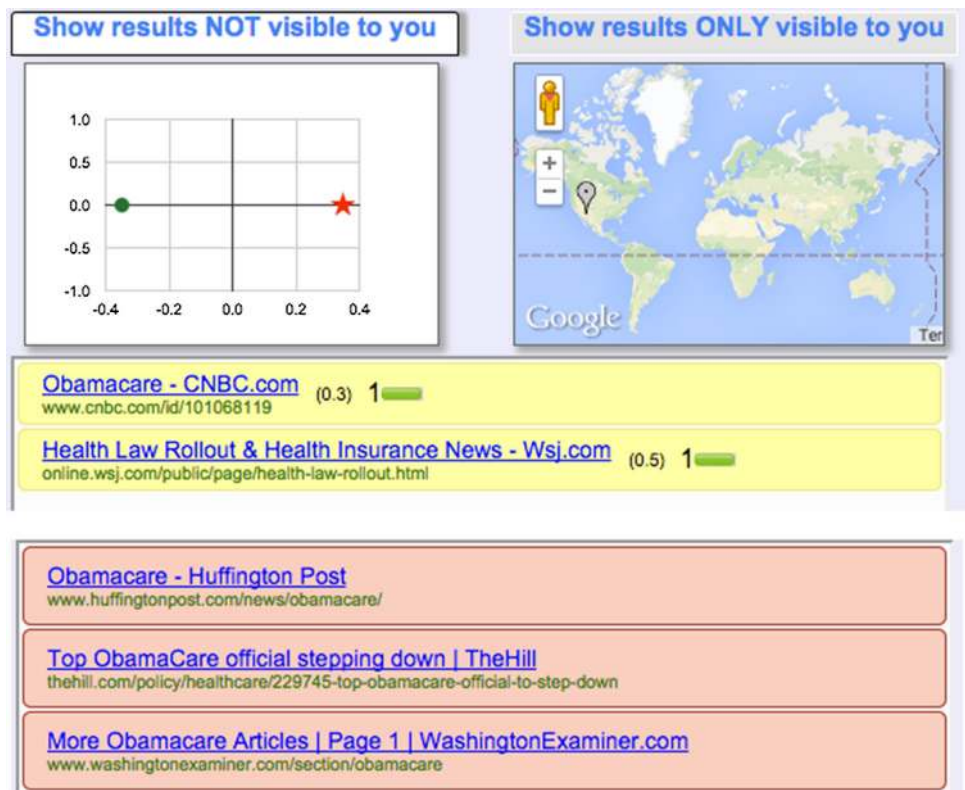 Show results NOT visible to you
Show results ONLY visible to you
1.0
0.5
0.0
-0.5
-1.0
-0.4 -0.2 0.0 0.2 0.4
+
−
Google
Ter
Obamacare - CNBC.com (0.3) 1
www.cnbc.com/id/101068119
Health Law Rollout & Health Insurance News - Wsj.com (0.5) 1
online.wsj.com/public/page/health-law-rollout.html
Obamacare - Huffington Post
www.huffingtonpost.com/news/obamacare/
Top ObamaCare official stepping down | TheHill
thehill.com/policy/healthcare/229745-top-obamacare-official-to-step-down
More Obamacare Articles | Page 1 | WashingtonExaminer.com
www.washingtonexaminer.com/section/obamacare